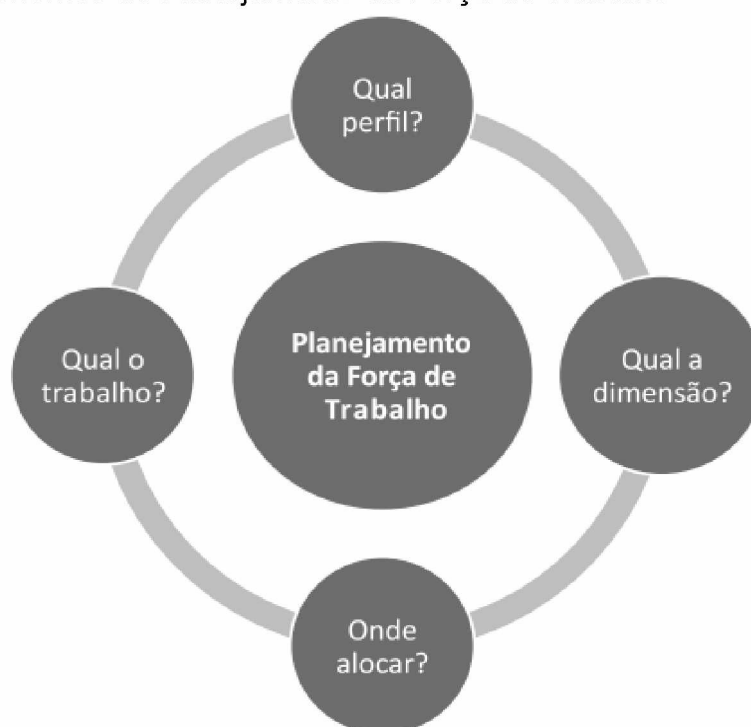 Qual
perfil?
Qual o
trabalho?
Planejamento
da Força de
Trabalho
Qual a
dimensão?
Onde
alocar?